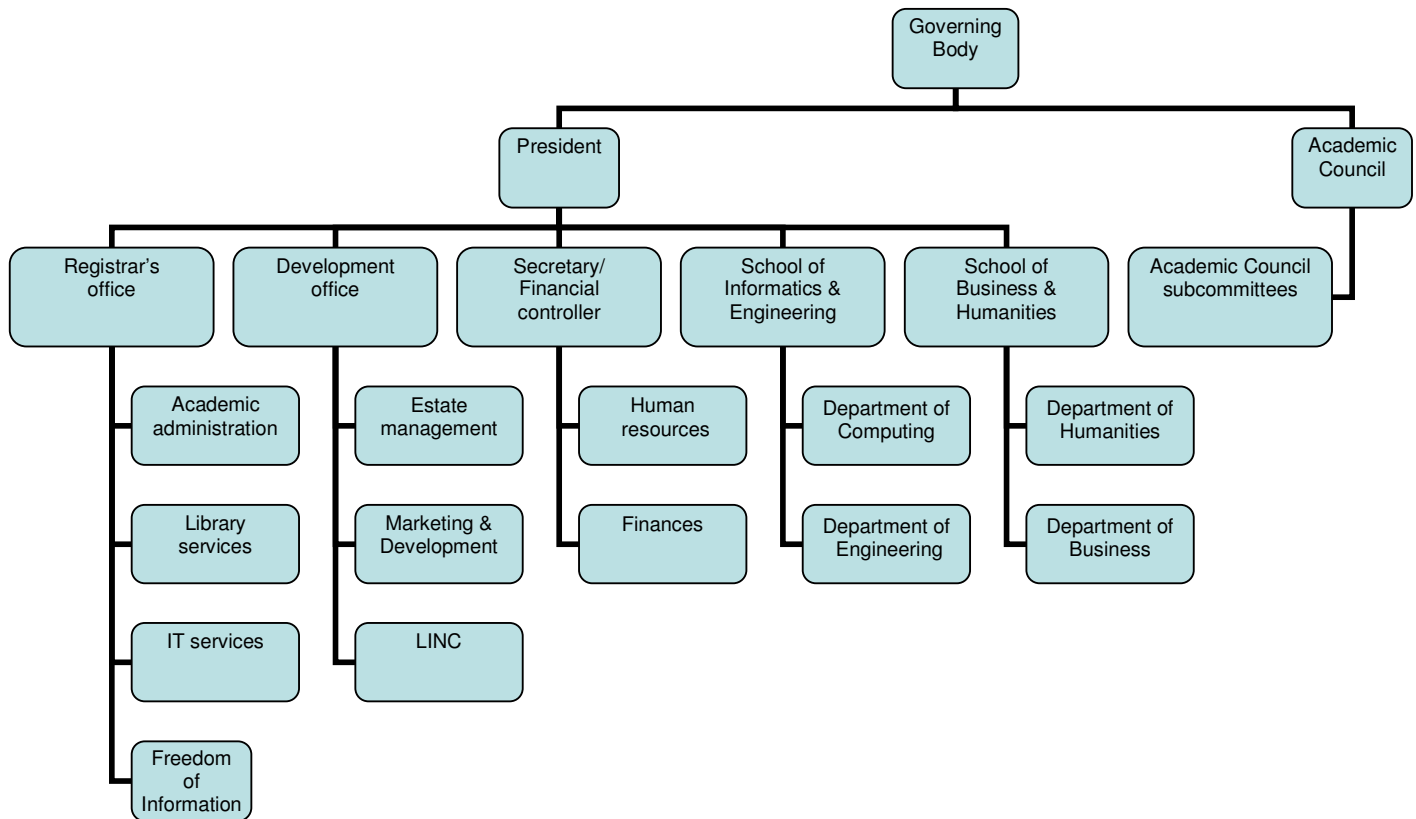 Governing
Body
President
Academic
Council
Registrar's
office
Development
office
Secretary/
Financial
controller
School of
Informatics &
Engineering
School of
Business &
Humanities
Academic Council
subcommittees
Academic
administration
Estate
management
Human
resources
Department of
Computing
Department of
Humanities
Library
services
Marketing &
Development
Finances
Department of
Engineering
Department of
Business
IT services
LINC
Freedom
of
Information